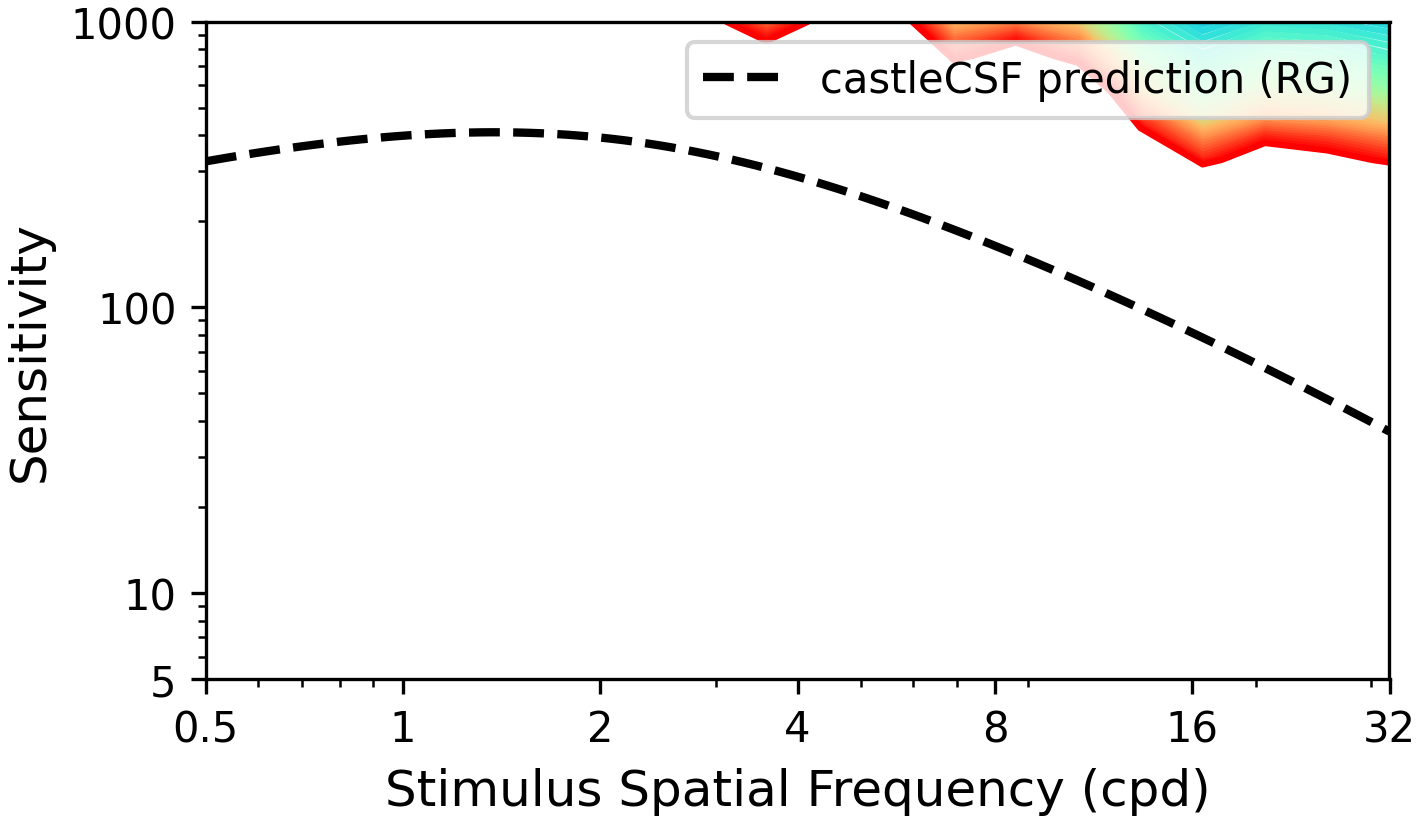 1000
100
10
5
Sensitivity
castleCSF prediction (RG)
0.5 1 2 4 8 16 32
Stimulus Spatial Frequency (cpd)